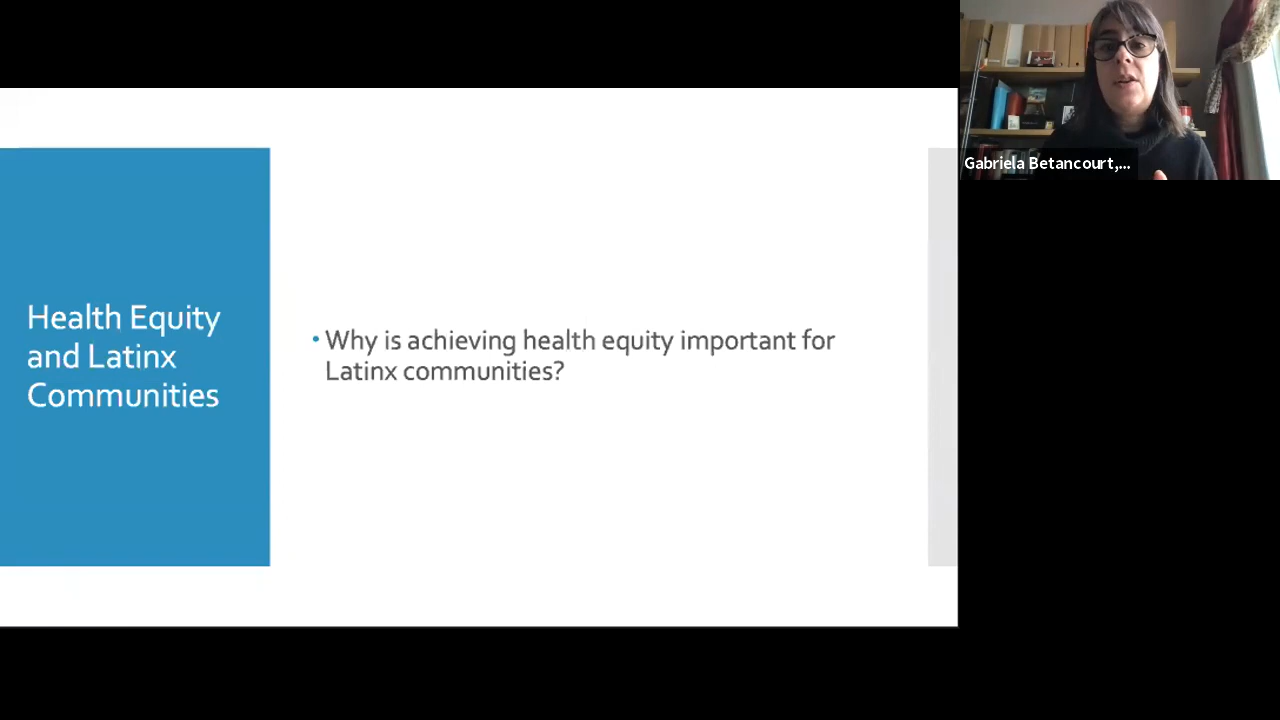 Health Equity
and Latinx
Communities
• Why is achieving health equity important for
Latinx communities?
Gabriela Betancourt,...